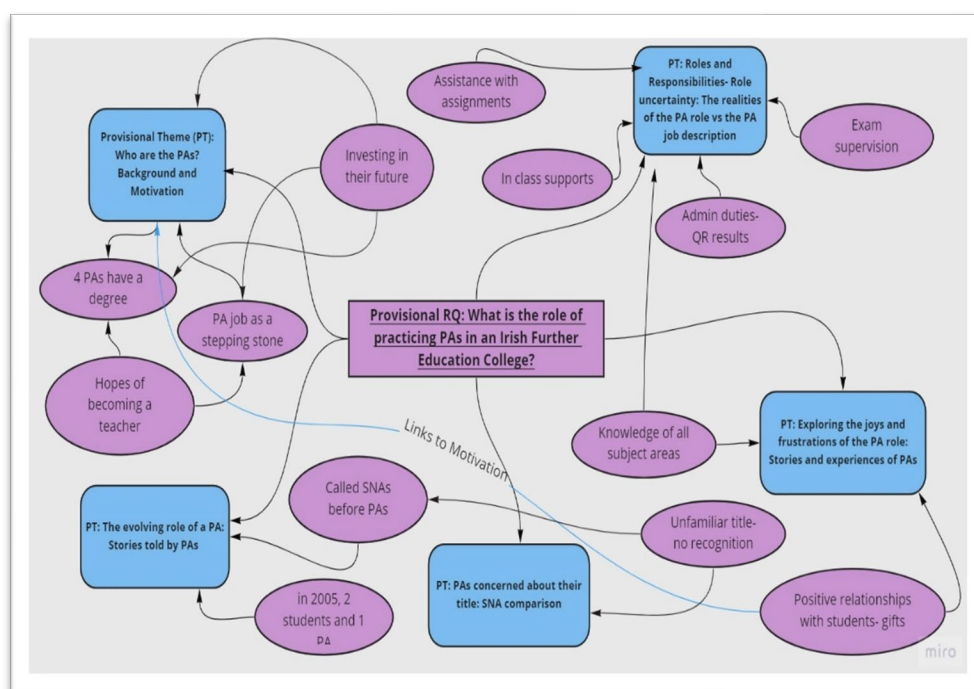 PT: Roles and
Responsibilities- Role
uncertainty: The realities
of the PA role vs the PA
job description
Assistance with
assignments
Exam
supervision
Provisional Theme (PT):
Who are the PAs?
Background and
Motivation
Investing in
their future
In class supports
Admin duties-
QR results
4 PAs have a
degree
PA job as a
stepping stone
Provisional RQ: What is the role of
practicing PAs in an Irish Further
Education College?
Hopes of
becoming a
teacher
Links to Motivation
Knowledge of all
subject areas
PT: Exploring the joys and
frustrations of the PA role:
Stories and experiences of PAs
Called SNAs
before PAs
PT: The evolving role of a PA:
Stories told by PAs
Unfamiliar title-
no recognition
PT: PAs concerned about their
title: SNA comparison
in 2005, 2
students and 1
PA
Positive relationships
with students- gifts
miro